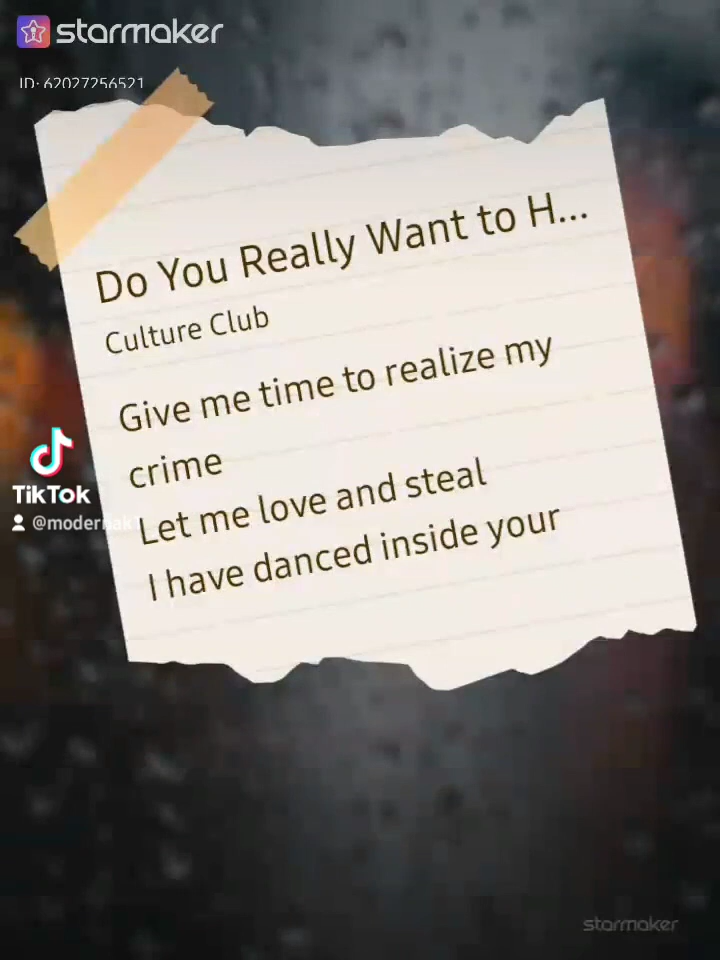 starmaker
ID: 62027256521
Do You Really Want to H...
Culture Club
Give me time to realize my
crime
Let me love and steal
I have danced inside your
TikTok
starmaker